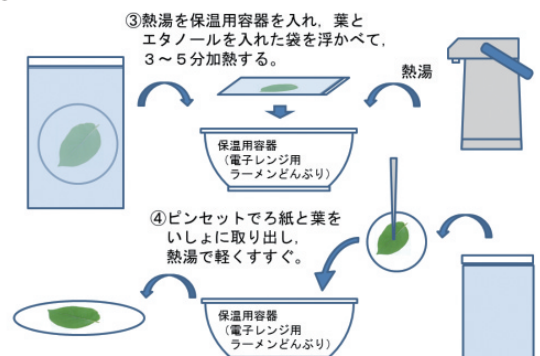 ③熱湯を保温用容器を入れ，葉と
エタノールを入れた袋を浮かべて，
３～５分加熱する。
熱湯
保温用容器
（電子レンジ用
ラーメンどんぶり）
④ピンセットでろ紙と葉を
いしょに取り出し，
熱湯で軽くすすぐ。
保温用容器
（電子レンジ用
ラーメンどんぶり）